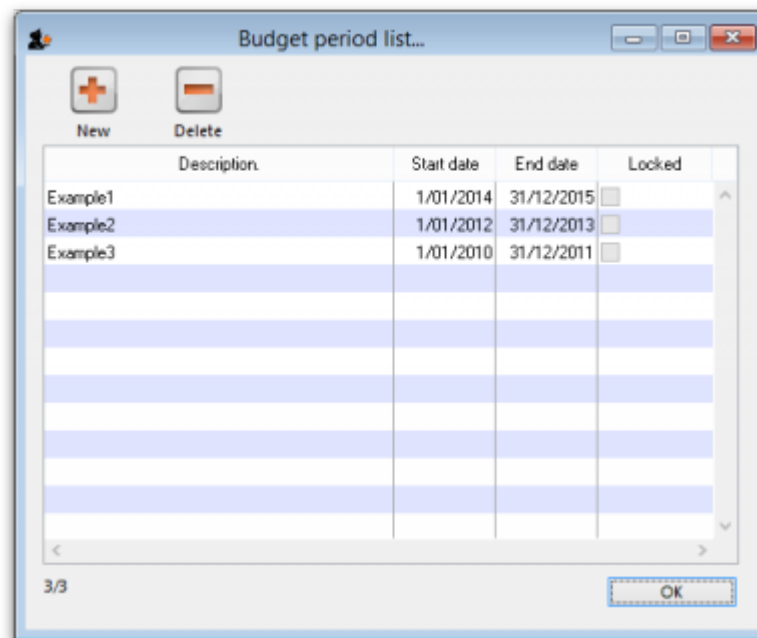 Budget period list...
New Delete
Description. Start date End date Locked
Example1 1/01/2014 31/12/2015
Example2 1/01/2012 31/12/2013
Example3 1/01/2010 31/12/2011
3/3 OK